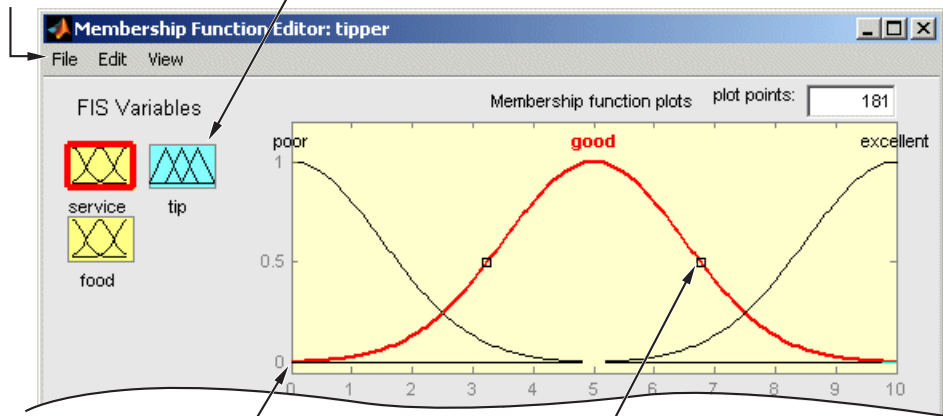 Membership Function Editor: tipper
File Edit View
FIS Variables
Membership function plots plot points: 181
poor good excellent
1
service tip
0.5
food
0
0 1 2 3 4 5 6 7 8 9 10